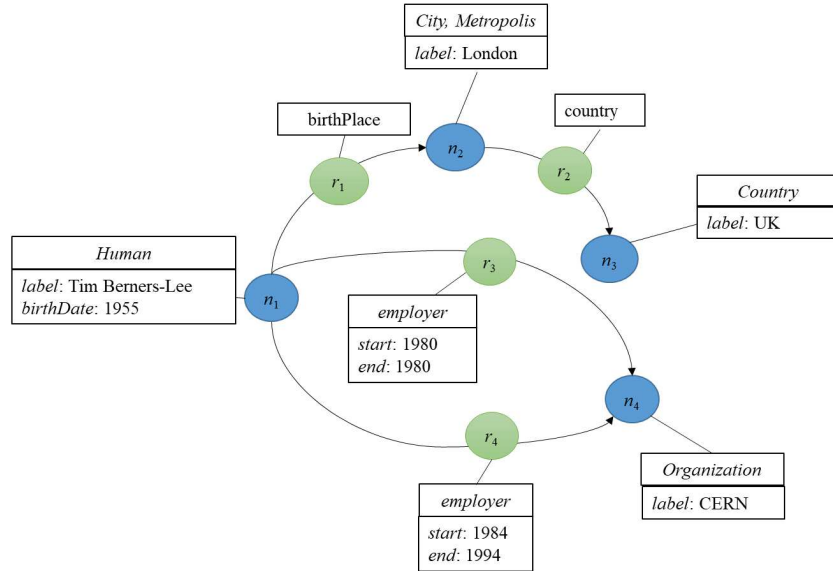 City, Metropolis
label: London
birthPlace
country
n2
r1
r2
Country
label: UK
n3
Human
label: Tim Berners-Lee
birthDate: 1955
n1
r3
employer
start: 1980
end: 1980
n4
r4
Organization
label: CERN
employer
start: 1984
end: 1994